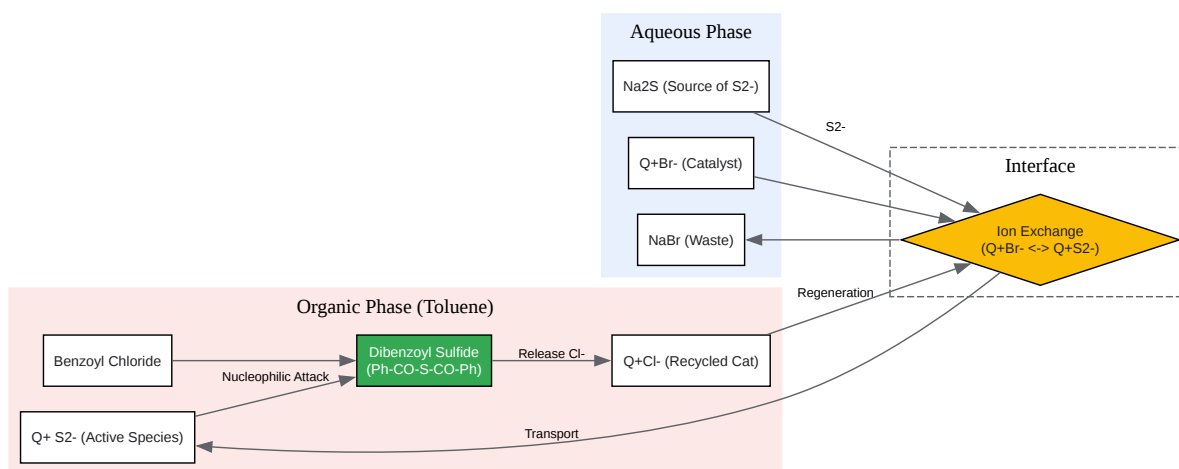 Aqueous Phase
Na2S (Source of S2-)
S2-
Q+Br- (Catalyst)
Interface
NaBr (Waste)
Ion Exchange
(Q+Br- <-> Q+S2-)
Regeneration
Organic Phase (Toluene)
Benzoyl Chloride
Dibenzoyl Sulfide
(Ph-CO-S-CO-Ph)
Release Cl-
Q+Cl- (Recycled Cat)
Nucleophilic Attack
Q+ S2- (Active Species)
Transport